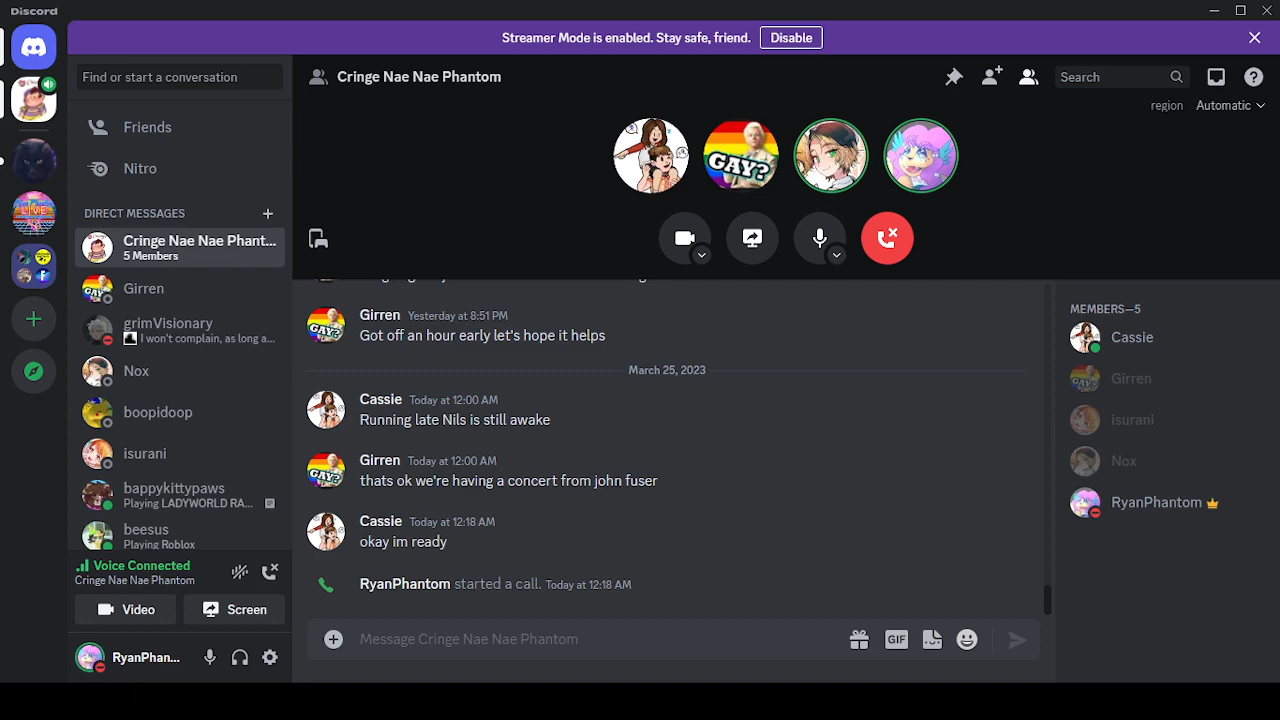 Discord
Streamer Mode is enabled. Stay safe, friend.
Disable
Find or start a conversation
Cringe Nae Nae Phantom
Search
region
Automatic
Friends
Nitro
DIRECT MESSAGES
Cringe Nae Nae Phant...
5 Members
Girren
grimVisionary
I won't complain, as long a...
Nox
boopidoop
isurani
bappykittypaws
Playing LADYWORLD RA...
beesus
Playing Roblox
Voice Connected
Cringe Nae Nae Phantom
Video
Screen
RyanPhan...
GAY?
LIVE
Girren Yesterday at 8:51 PM
Got off an hour early let's hope it helps
March 25, 2023
Cassie Today at 12:00 AM
Running late Nils is still awake
Girren Today at 12:00 AM
thats ok we're having a concert from john fuser
Cassie Today at 12:18 AM
okay im ready
RyanPhantom started a call. Today at 12:18 AM
Message Cringe Nae Nae Phantom
GIF
MEMBERS—5
Cassie
Girren
isurani
Nox
RyanPhantom